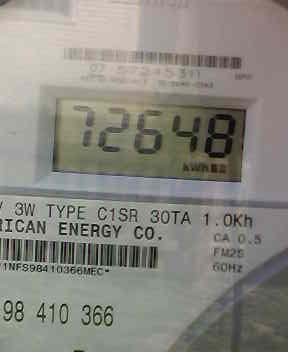 72648
kWh
V 3W TYPE C1SR 30TA 1.0Kh
RICAN ENERGY CO.
CA 0.5
FM2S
60Hz
*1NFS98410366MEC*
98 410 366